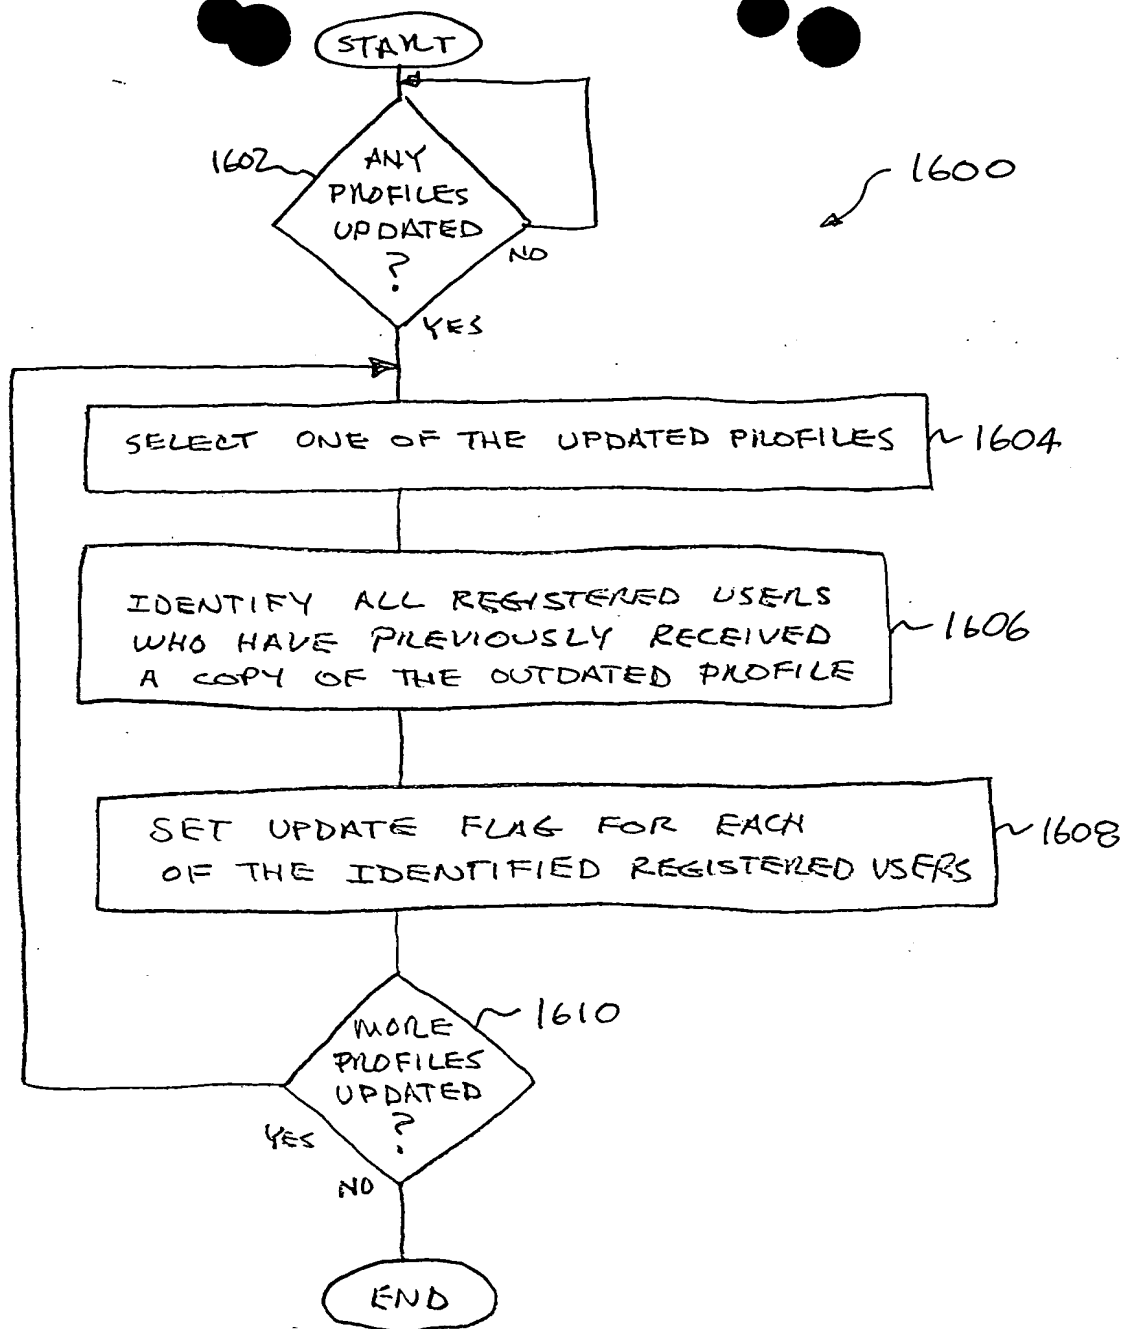 START
1602
ANY
PROFILES
UPDATED
?
NO
1600
YES
SELECT ONE OF THE UPDATED PROFILES
1604
IDENTIFY ALL REGISTERED USERS
WHO HAVE PREVIOUSLY RECEIVED
A COPY OF THE OUTDATED PROFILE
1606
SET UPDATE FLAG FOR EACH
OF THE IDENTIFIED REGISTERED USERS
1608
1610
MORE
PROFILES
UPDATED
?
YES
NO
END